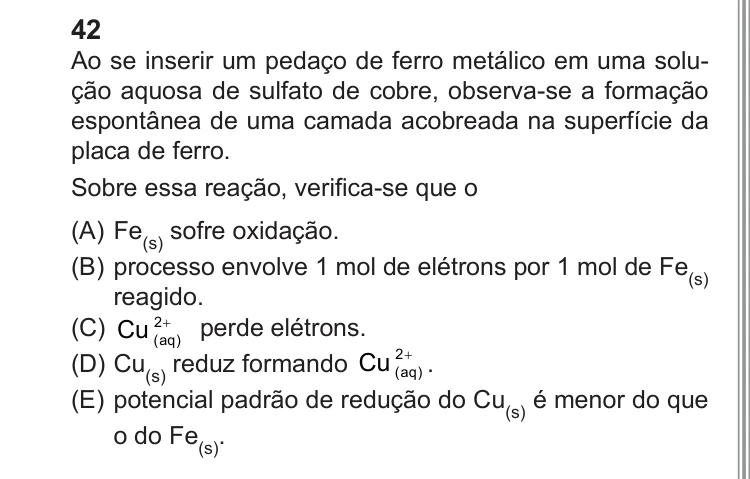 42
Ao se inserir um pedaço de ferro metálico em uma solu-
ção aquosa de sulfato de cobre, observa-se a formação
espontânea de uma camada acobreada na superfície da
placa de ferro.
Sobre essa reação, verifica-se que o
(A) Fe(s) sofre oxidação.
(B) processo envolve 1 mol de elétrons por 1 mol de Fe(s)
reagido.
(C) Cu2+(aq) perde elétrons.
(D) Cu(s) reduz formando Cu2+(aq).
(E) potencial padrão de redução do Cu(s) é menor do que
o do Fe(s).